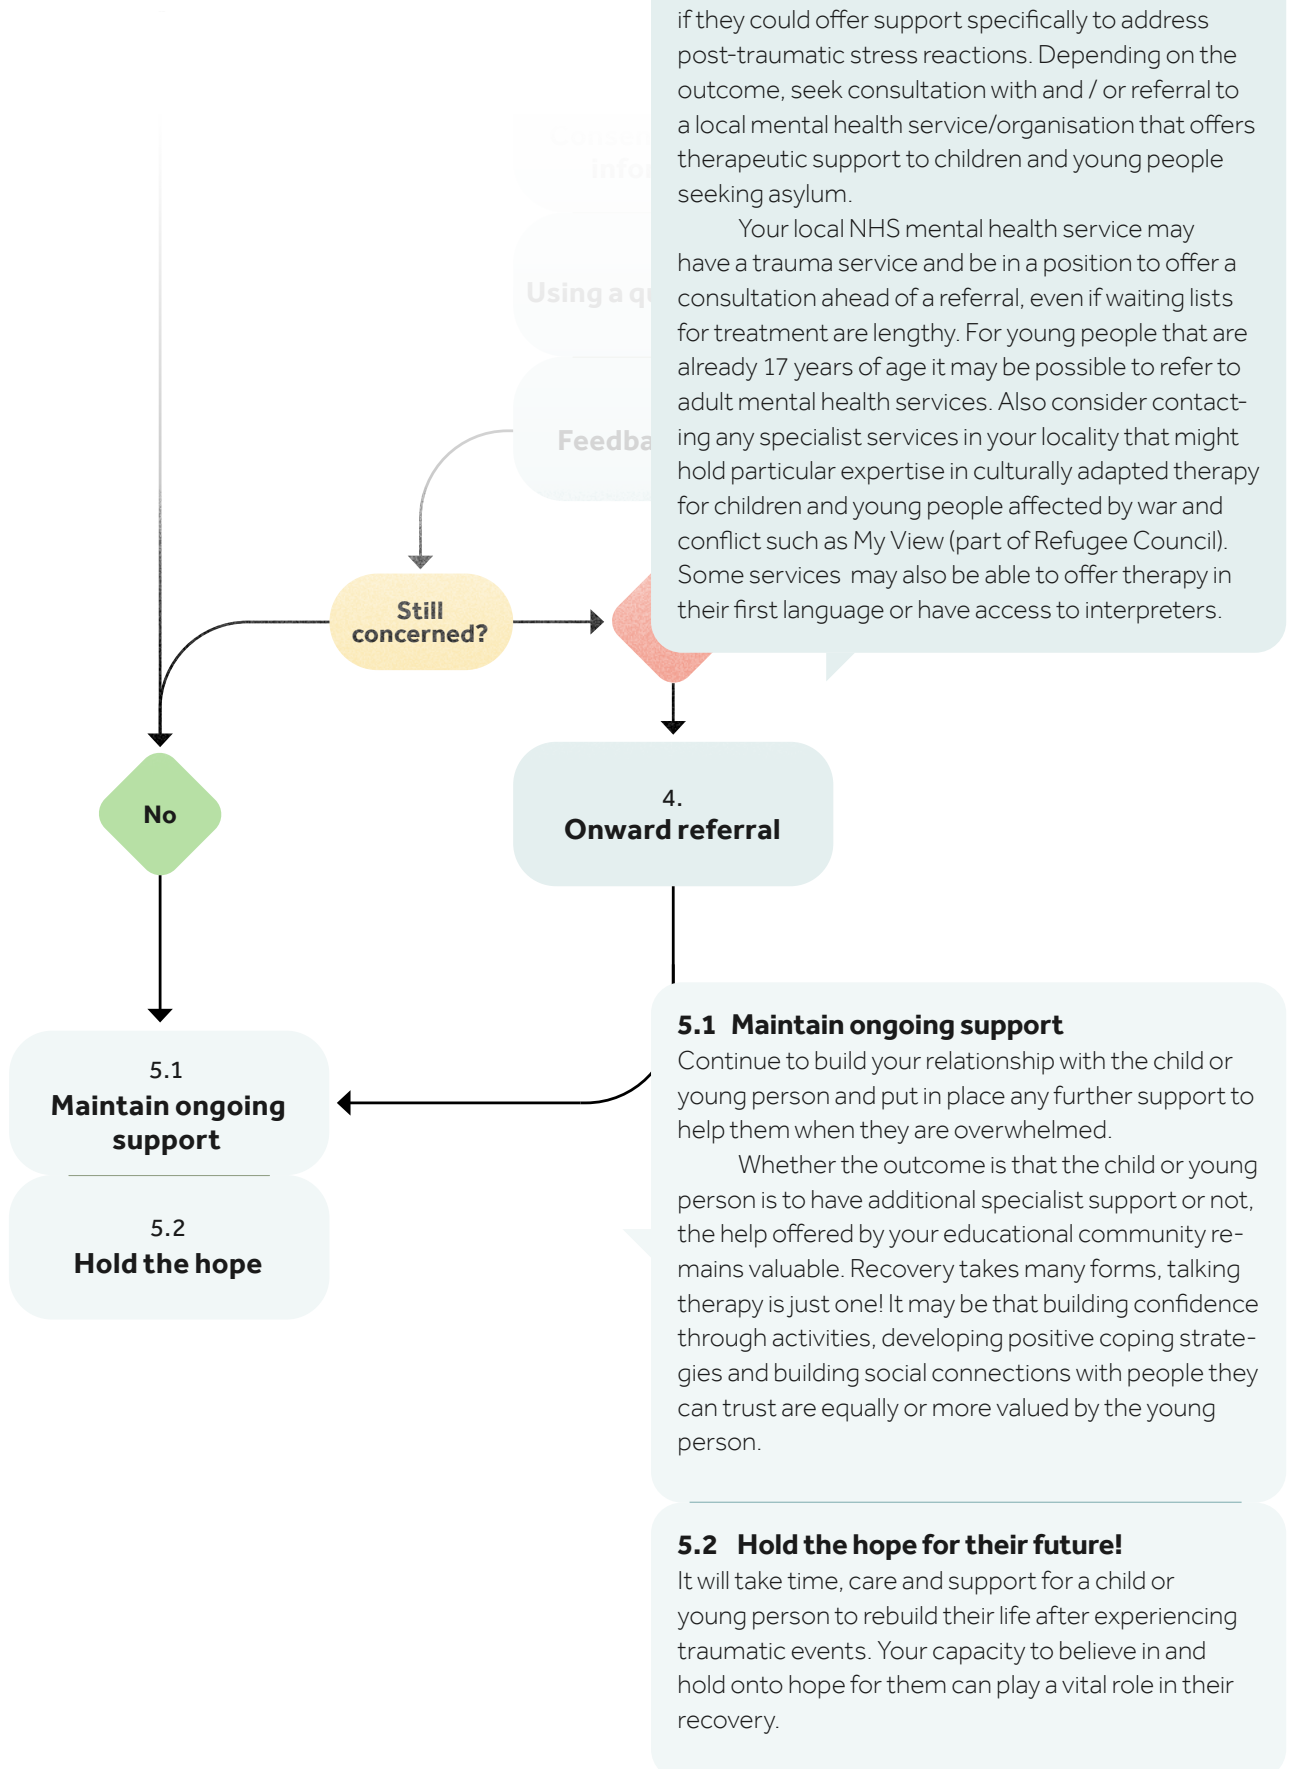 if they could offer support specifically to address
post-traumatic stress reactions. Depending on the
outcome, seek consultation with and / or referral to
a local mental health service/organisation that offers
therapeutic support to children and young people
seeking asylum.
Your local NHS mental health service may
have a trauma service and be in a position to offer a
consultation ahead of a referral, even if waiting lists
for treatment are lengthy. For young people that are
already 17 years of age it may be possible to refer to
adult mental health services. Also consider contact-
ing any specialist services in your locality that might
hold particular expertise in culturally adapted therapy
for children and young people affected by war and
conflict such as My View (part of Refugee Council).
Some services may also be able to offer therapy in
their first language or have access to interpreters.
Using a
Still
concerned?
No
4.
Onward referral
5.1
Maintain ongoing
support
5.2
Hold the hope
5.1 Maintain ongoing support
Continue to build your relationship with the child or
young person and put in place any further support to
help them when they are overwhelmed.
Whether the outcome is that the child or young
person is to have additional specialist support or not,
the help offered by your educational community re-
mains valuable. Recovery takes many forms, talking
therapy is just one! It may be that building confidence
through activities, developing positive coping strate-
gies and building social connections with people they
can trust are equally or more valued by the young
person.
5.2 Hold the hope for their future!
It will take time, care and support for a child or
young person to rebuild their life after experiencing
traumatic events. Your capacity to believe in and
hold onto hope for them can play a vital role in their
recovery.